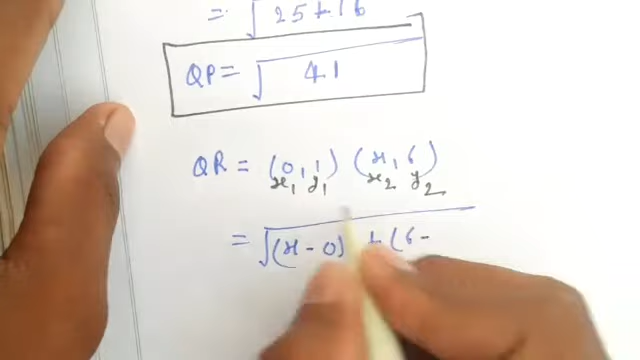 = √25+16
QP = √41
QR = (0,1) (x,6)
x₁ y₁ x₂ y₂
= √(x-0) + (6-